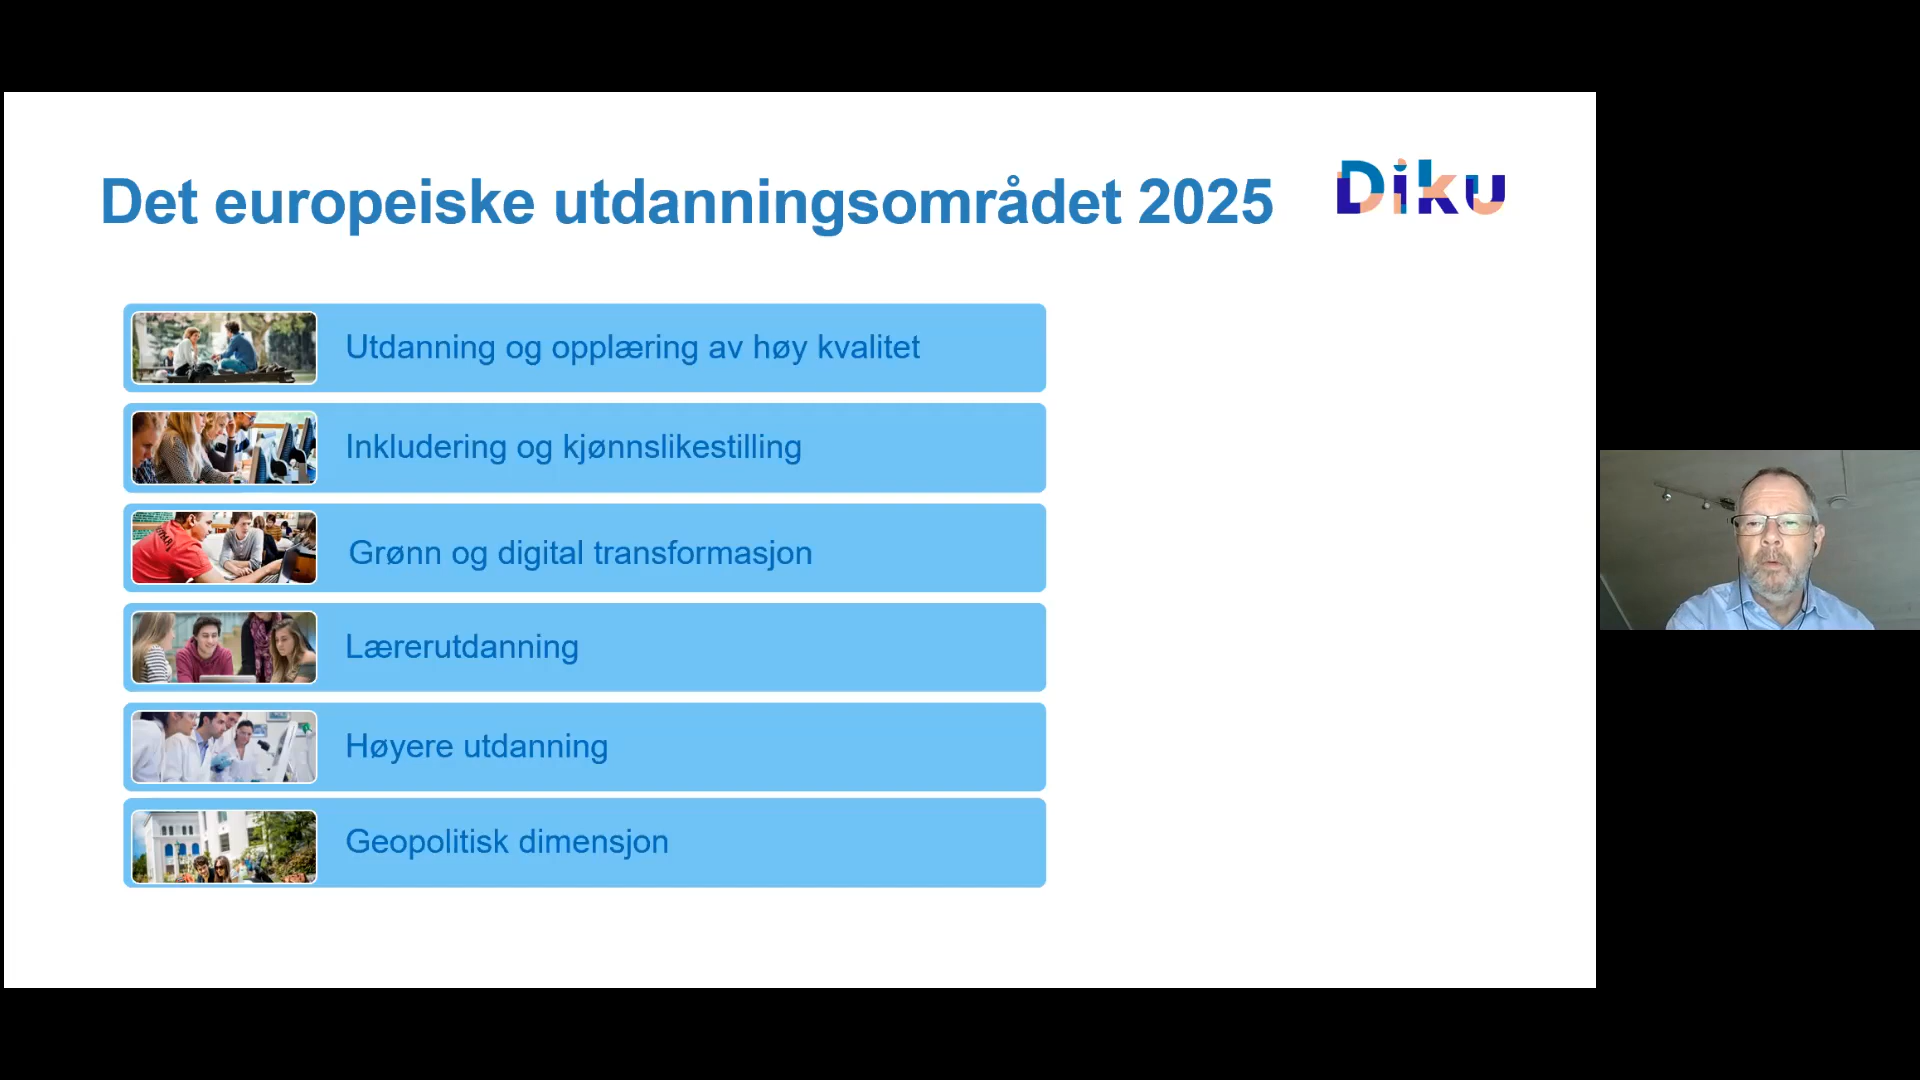 Det europeiske utdanningsområdet 2025
Diku
Utdanning og opplæring av høy kvalitet
Inkludering og kjønnslikestilling
Grønn og digital transformasjon
Lærerutdanning
Høyere utdanning
Geopolitisk dimensjon